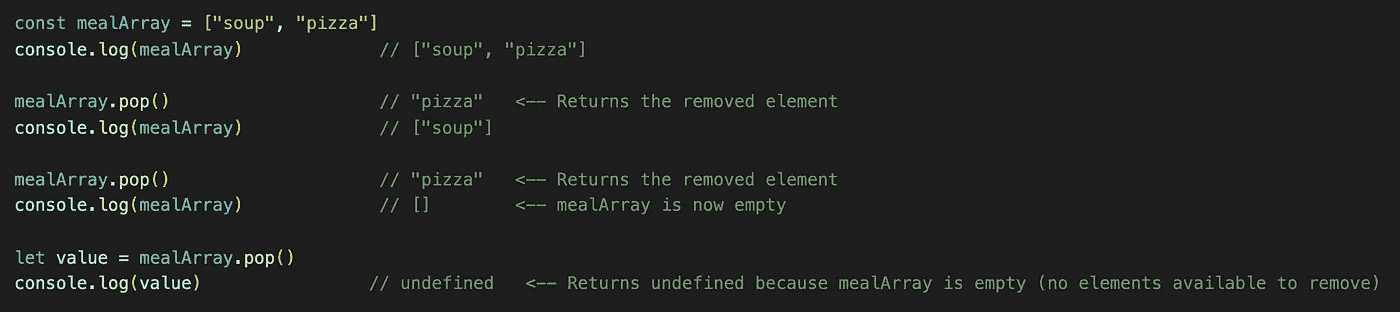 const mealArray = ["soup", "pizza"]
console.log(mealArray)             // ["soup", "pizza"]

mealArray.pop()                    // "pizza"   <-- Returns the removed element
console.log(mealArray)             // ["soup"]

mealArray.pop()                    // "pizza"   <-- Returns the removed element
console.log(mealArray)             // []        <-- mealArray is now empty

let value = mealArray.pop()
console.log(value)                // undefined   <-- Returns undefined because mealArray is empty (no elements available to remove)